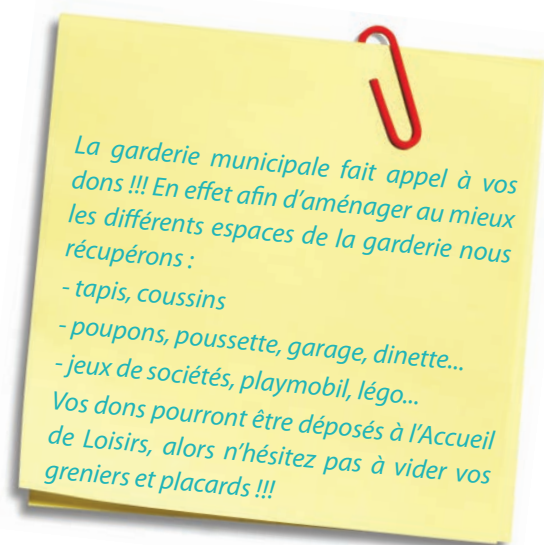 La garderie municipale fait appel à vos
dons !!! En effet afin d'aménager au mieux
les différents espaces de la garderie nous
récupérons :
- tapis, coussins
- poupons, poussette, garage, dinette...
- jeux de sociétés, playmobil, légo...
Vos dons pourront être déposés à l'Accueil
de Loisirs, alors n'hésitez pas à vider vos
greniers et placards !!!